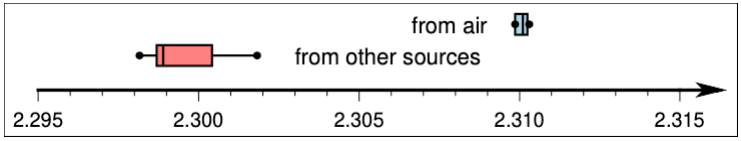 from air
from other sources
2.295 2.300 2.305 2.310 2.315